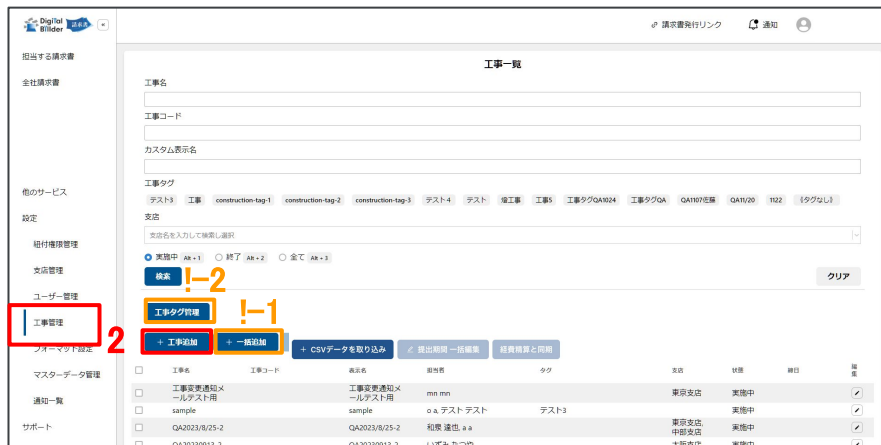 Digital Billder 請求書
請求書発行リンク 通知
担当する請求書
全社請求書
他のサービス
設定
紐付権限管理
支店管理
ユーザー管理
工事管理
フォーマット設定
マスターデータ管理
通知一覧
サポート
工事一覧
工事名
工事コード
カスタム表示名
工事タグ
テスト3 工事 construction-tag-1 construction-tag-2 construction-tag-3 テスト4 テスト 増工事 工事5 工事タグQA1024 工事タグQA QA1107佐藤 QA11/20 1122 《タグなし》
支店
支店名を入力して検索し選択
実施中 Alt + 1 終了 Alt + 2 全て Alt + 3
検索 !-2 クリア
工事タグ管理 !-1
2 + 工事追加 + 一括追加 + CSVデータを取り込み 提出期間一括編集 経費精算と同期
工事名 工事コード 表示名 担当者 タグ 支店 状態 締日 編集
工事変更通知メールテスト用 工事変更通知メールテスト用 mn mn 東京支店 実施中
sample sample o a, テスト テスト テスト3 実施中
QA2023/8/25-2 QA2023/8/25-2 和泉 達也, a a 東京支店, 中部支店 実施中
QA20230913-2 QA20230913-2 いずみ たつや 大阪支店 実施中